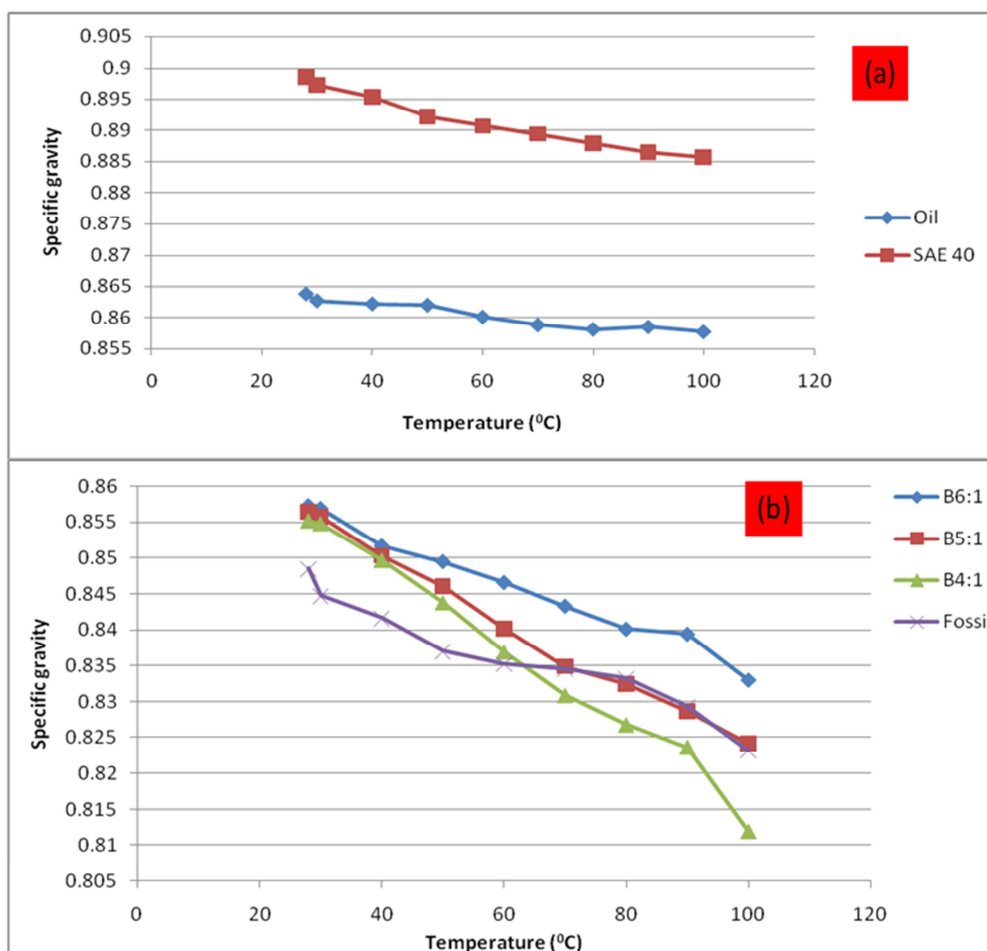 0.905
0.9
0.895
0.89
0.885
0.88
0.875
0.87
0.865
0.86
0.855
Specific gravity
(a)
Oil
SAE 40
0 20 40 60 80 100 120
Temperature (⁰C)
0.86
0.855
0.85
0.845
0.84
0.835
0.83
0.825
0.82
0.815
0.81
0.805
Specific gravity
(b)
B6:1
B5:1
B4:1
Fossi
0 20 40 60 80 100 120
Temperature (⁰C)